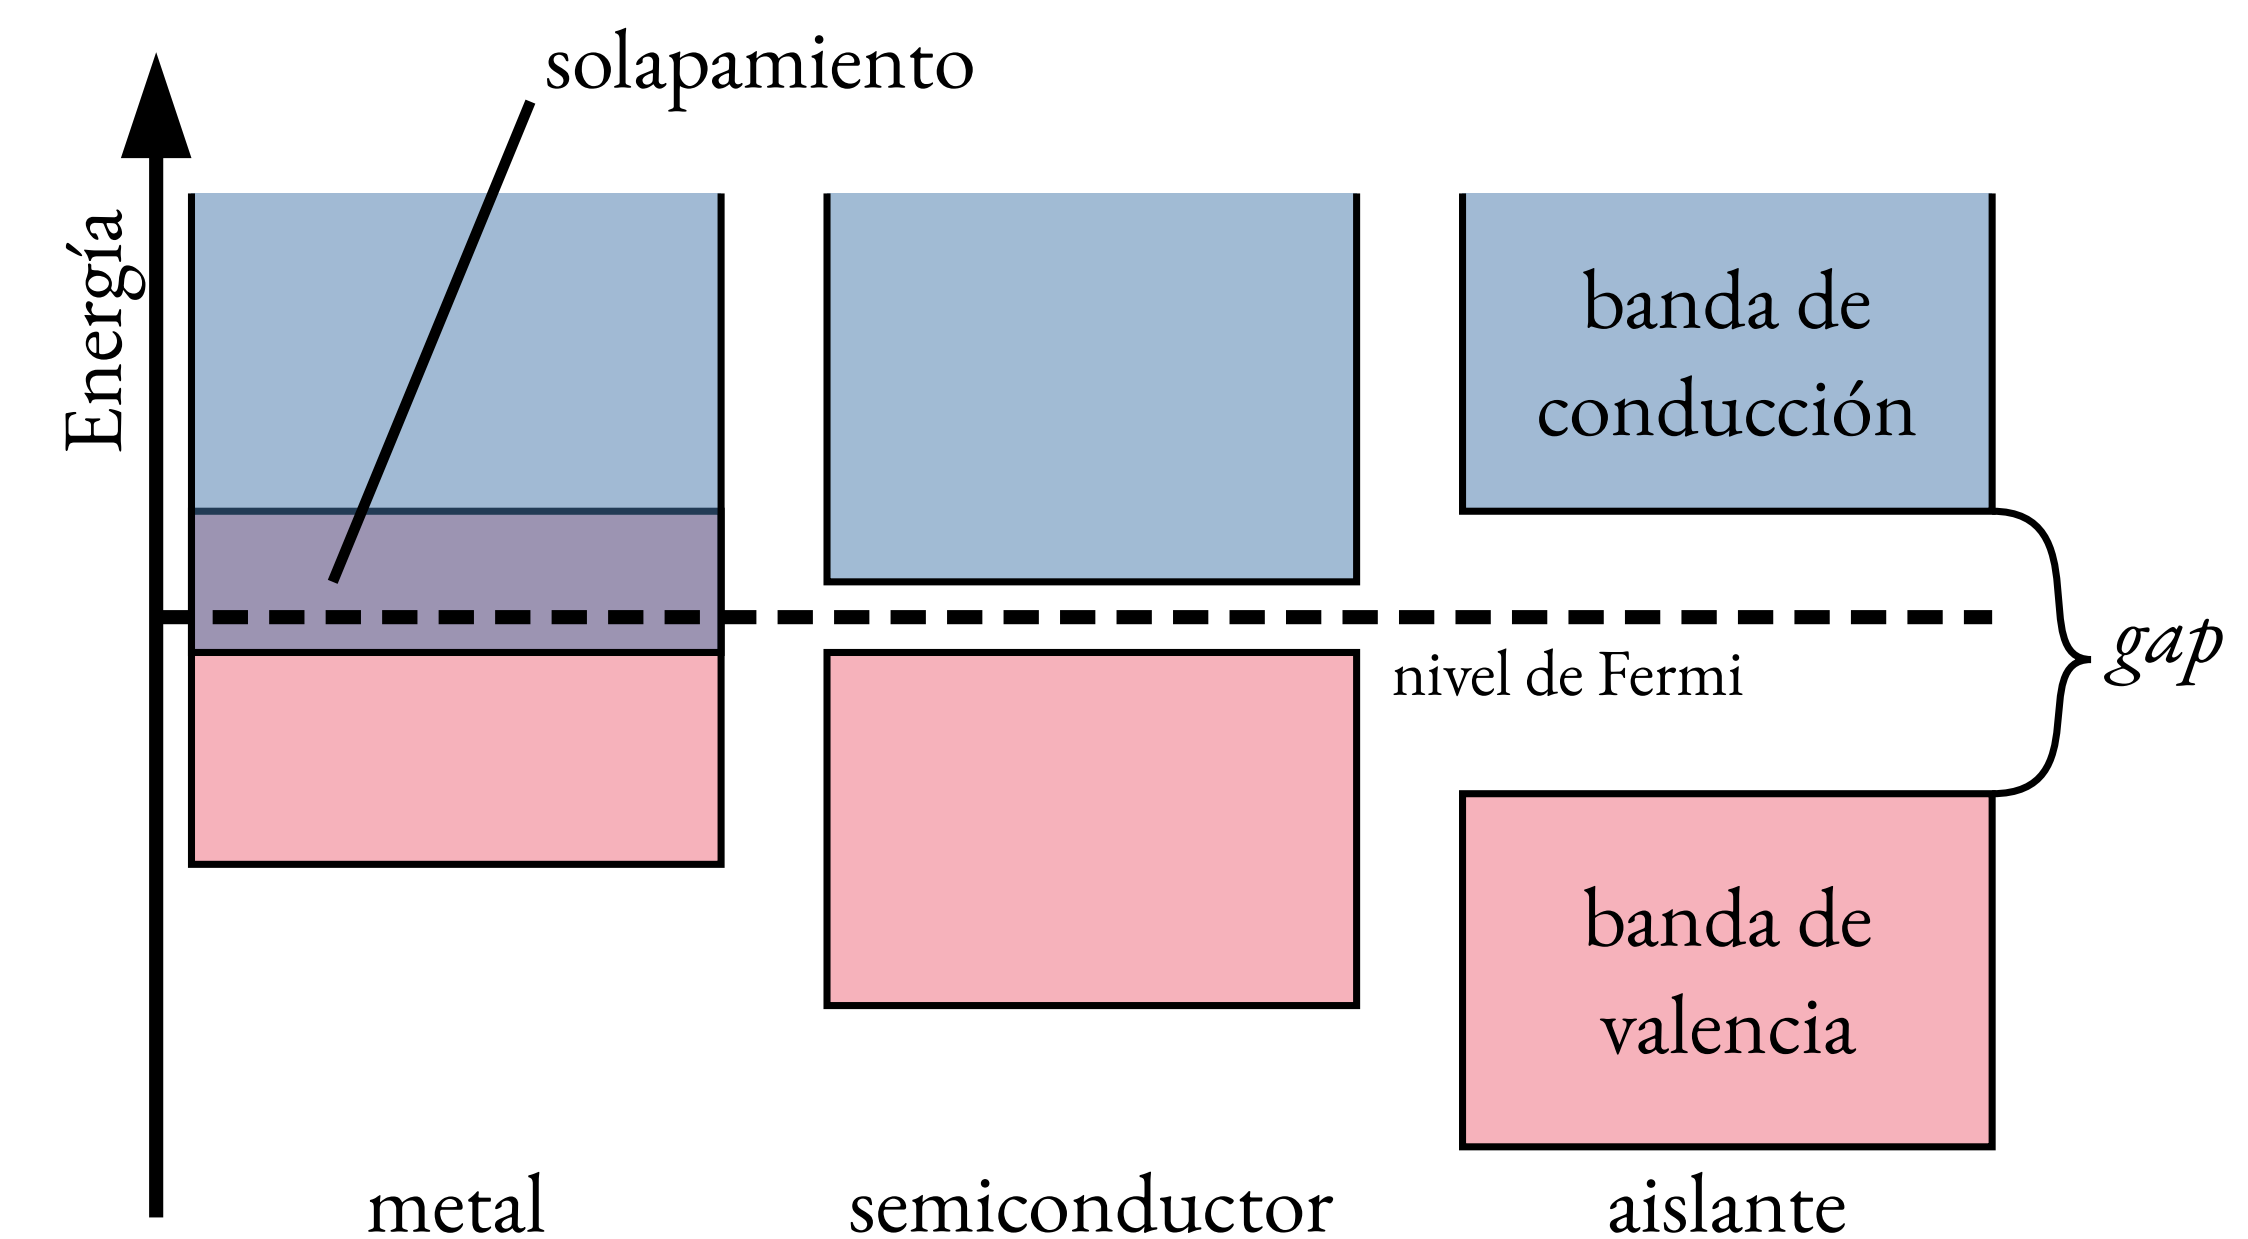 solapamiento
Energía
banda de
conducción
nivel de Fermi
gap
banda de
valencia
metal
semiconductor
aislante